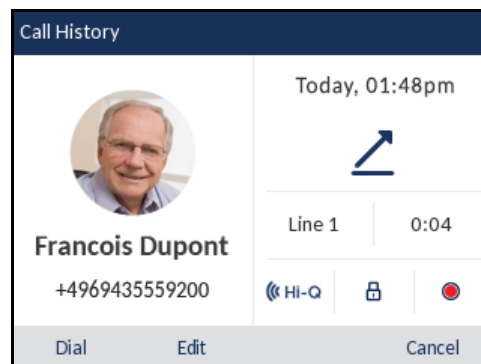 Call History
Francois Dupont
+4969435559200
Today, 01:48pm
Line 1 0:04
Hi-Q
Dial Edit Cancel